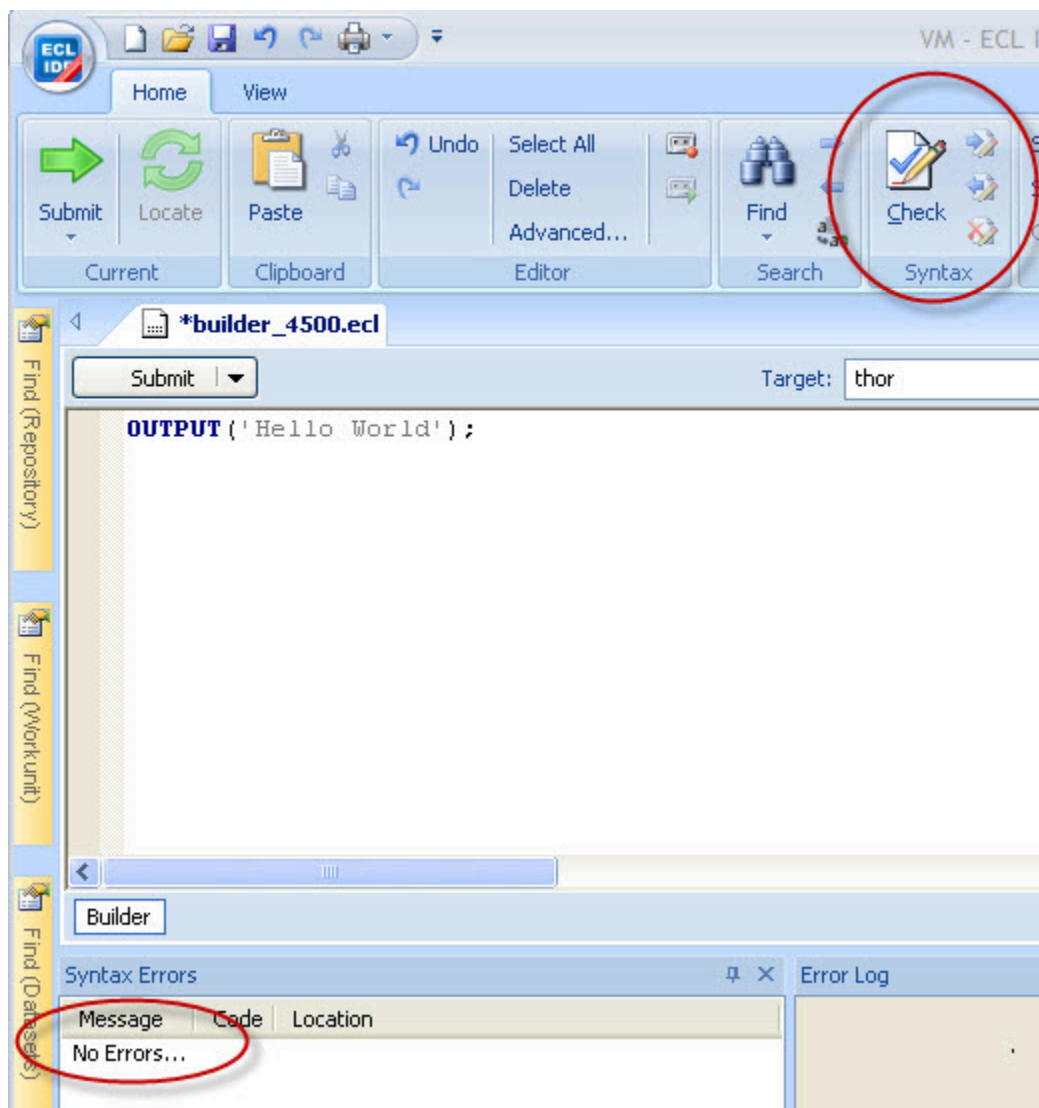 ECL
IDE
VM - ECL
Home View
Submit
Locate
Paste
Undo
Select All
Delete
Advanced...
Find
Check
Current
Clipboard
Editor
Search
Syntax
*builder_4500.ecl
Submit
Target: thor
OUTPUT('Hello World');
Find (Repository)
Find (Workunit)
Find (Datasets)
Builder
Syntax Errors
Error Log
Message Code Location
No Errors...